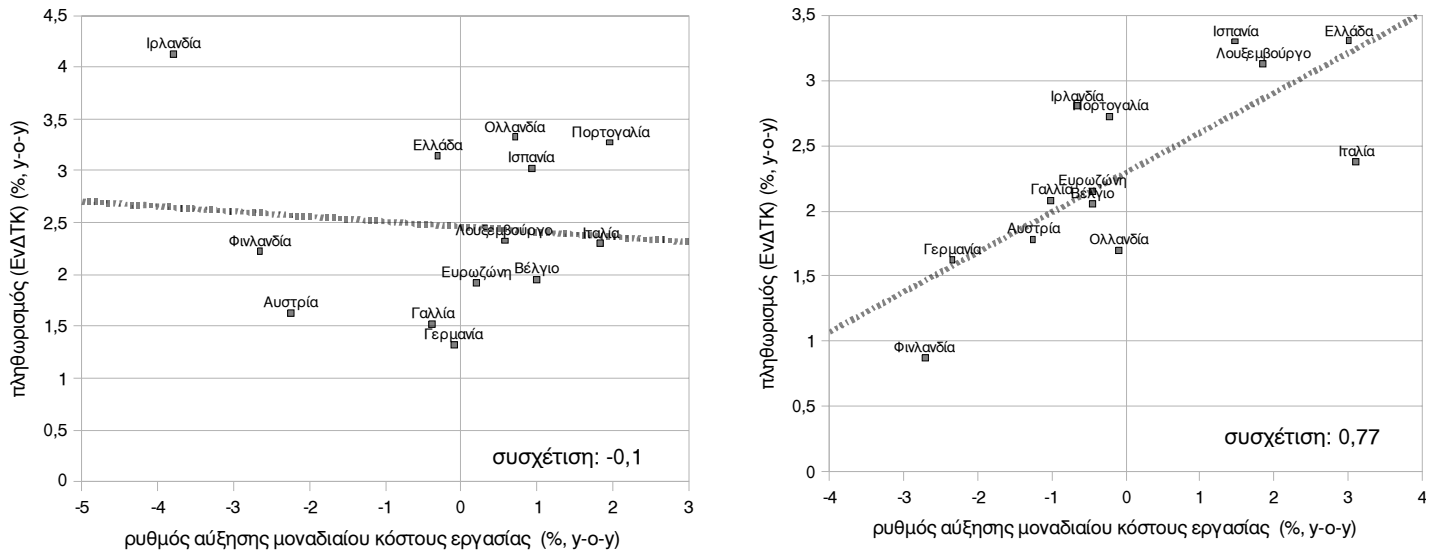 4,5
4
3,5
3
2,5
2
1,5
1
0,5
0
πληθωρισμός (ΕνΔΤΚ) (%, y-o-y)
Ιρλανδία
Ολλανδία
Πορτογαλία
Ελλάδα
Ισπανία
Λουξεμβούργο
Ιταλία
Φινλανδία
Ευρωζώνη
Βέλγιο
Αυστρία
Γαλλία
Γερμανία
συσχέτιση: -0,1
-5 -4 -3 -2 -1 0 1 2 3
ρυθμός αύξησης μοναδιαίου κόστους εργασίας (%, y-o-y)
3,5
3
2,5
2
1,5
1
0,5
0
πληθωρισμός (ΕνΔΤΚ) (%, y-o-y)
Ισπανία
Ελλάδα
Λουξεμβούργο
Ιρλανδία
Πορτογαλία
Ιταλία
Ευρωζώνη
Γαλλία
Βέλγιο
Αυστρία
Ολλανδία
Γερμανία
Φινλανδία
συσχέτιση: 0,77
-4 -3 -2 -1 0 1 2 3 4
ρυθμός αύξησης μοναδιαίου κόστους εργασίας (%, y-o-y)